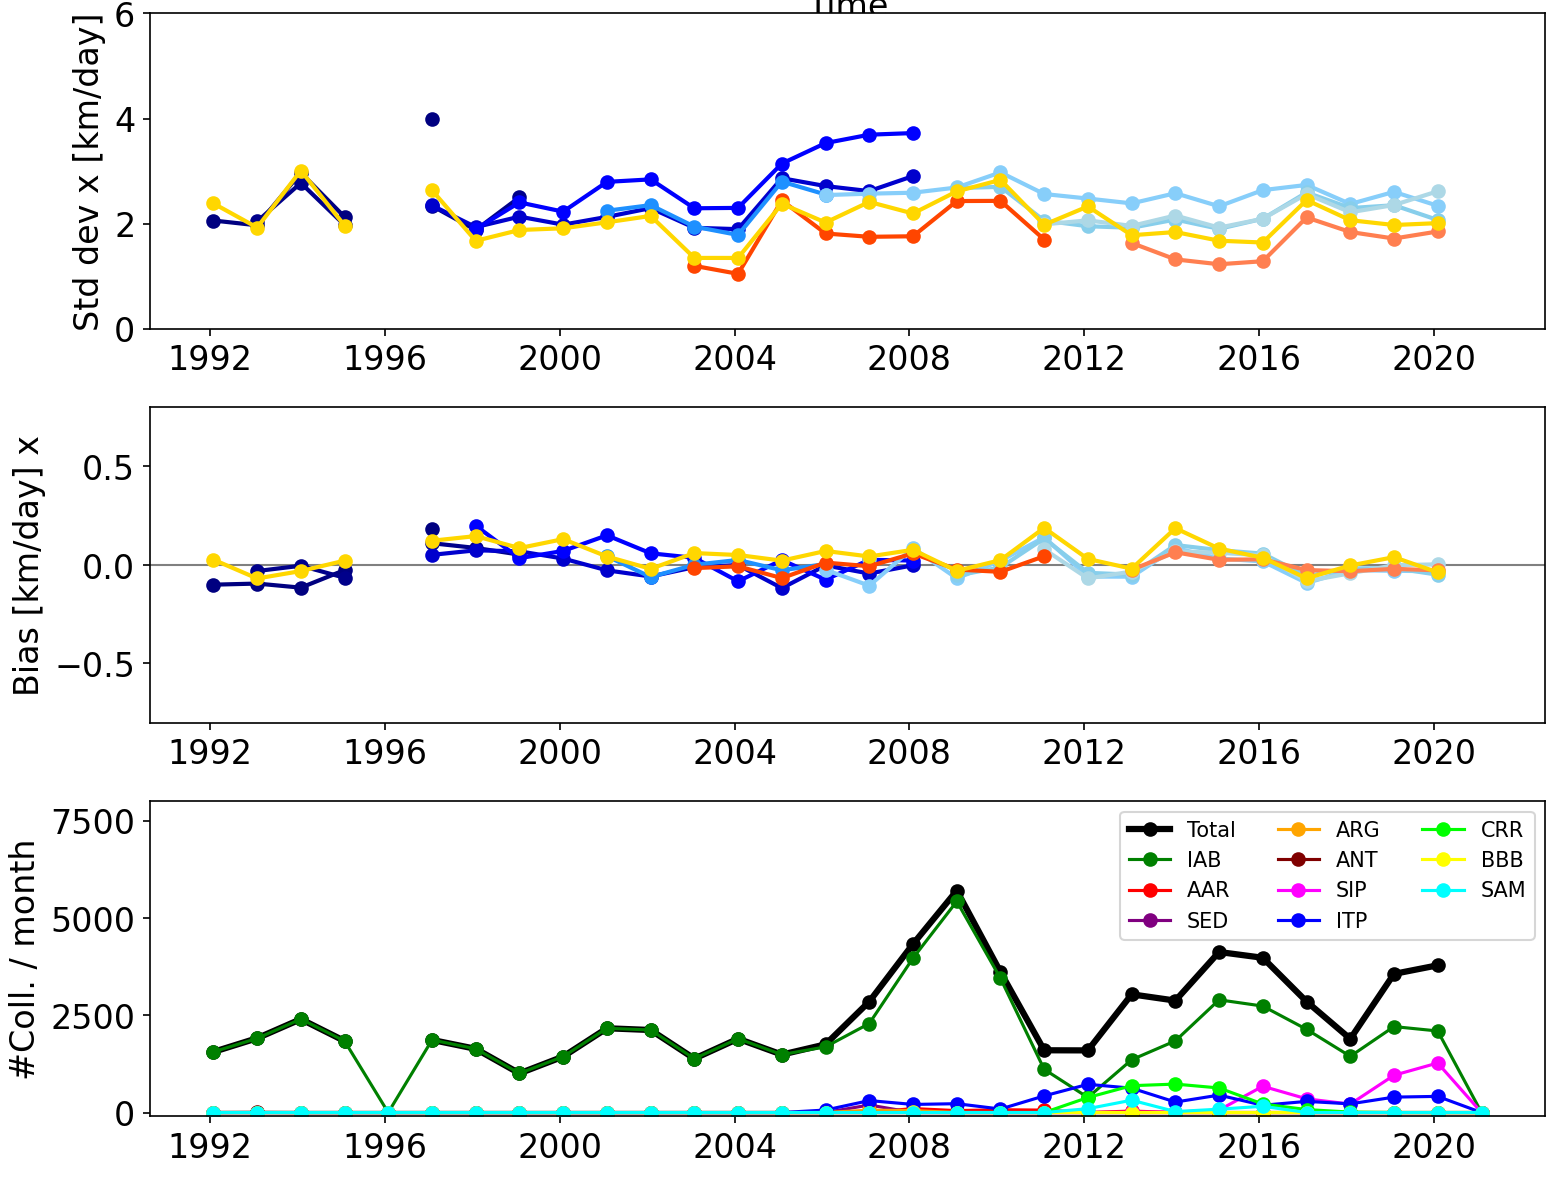 Time
Std dev x [km/day]
6
4
2
0
1992 1996 2000 2004 2008 2012 2016 2020
Bias [km/day] x
0.5
0.0
−0.5
1992 1996 2000 2004 2008 2012 2016 2020
#Coll. / month
7500
5000
2500
0
Total ARG CRR
IAB ANT BBB
AAR SIP SAM
SED ITP
1992 1996 2000 2004 2008 2012 2016 2020